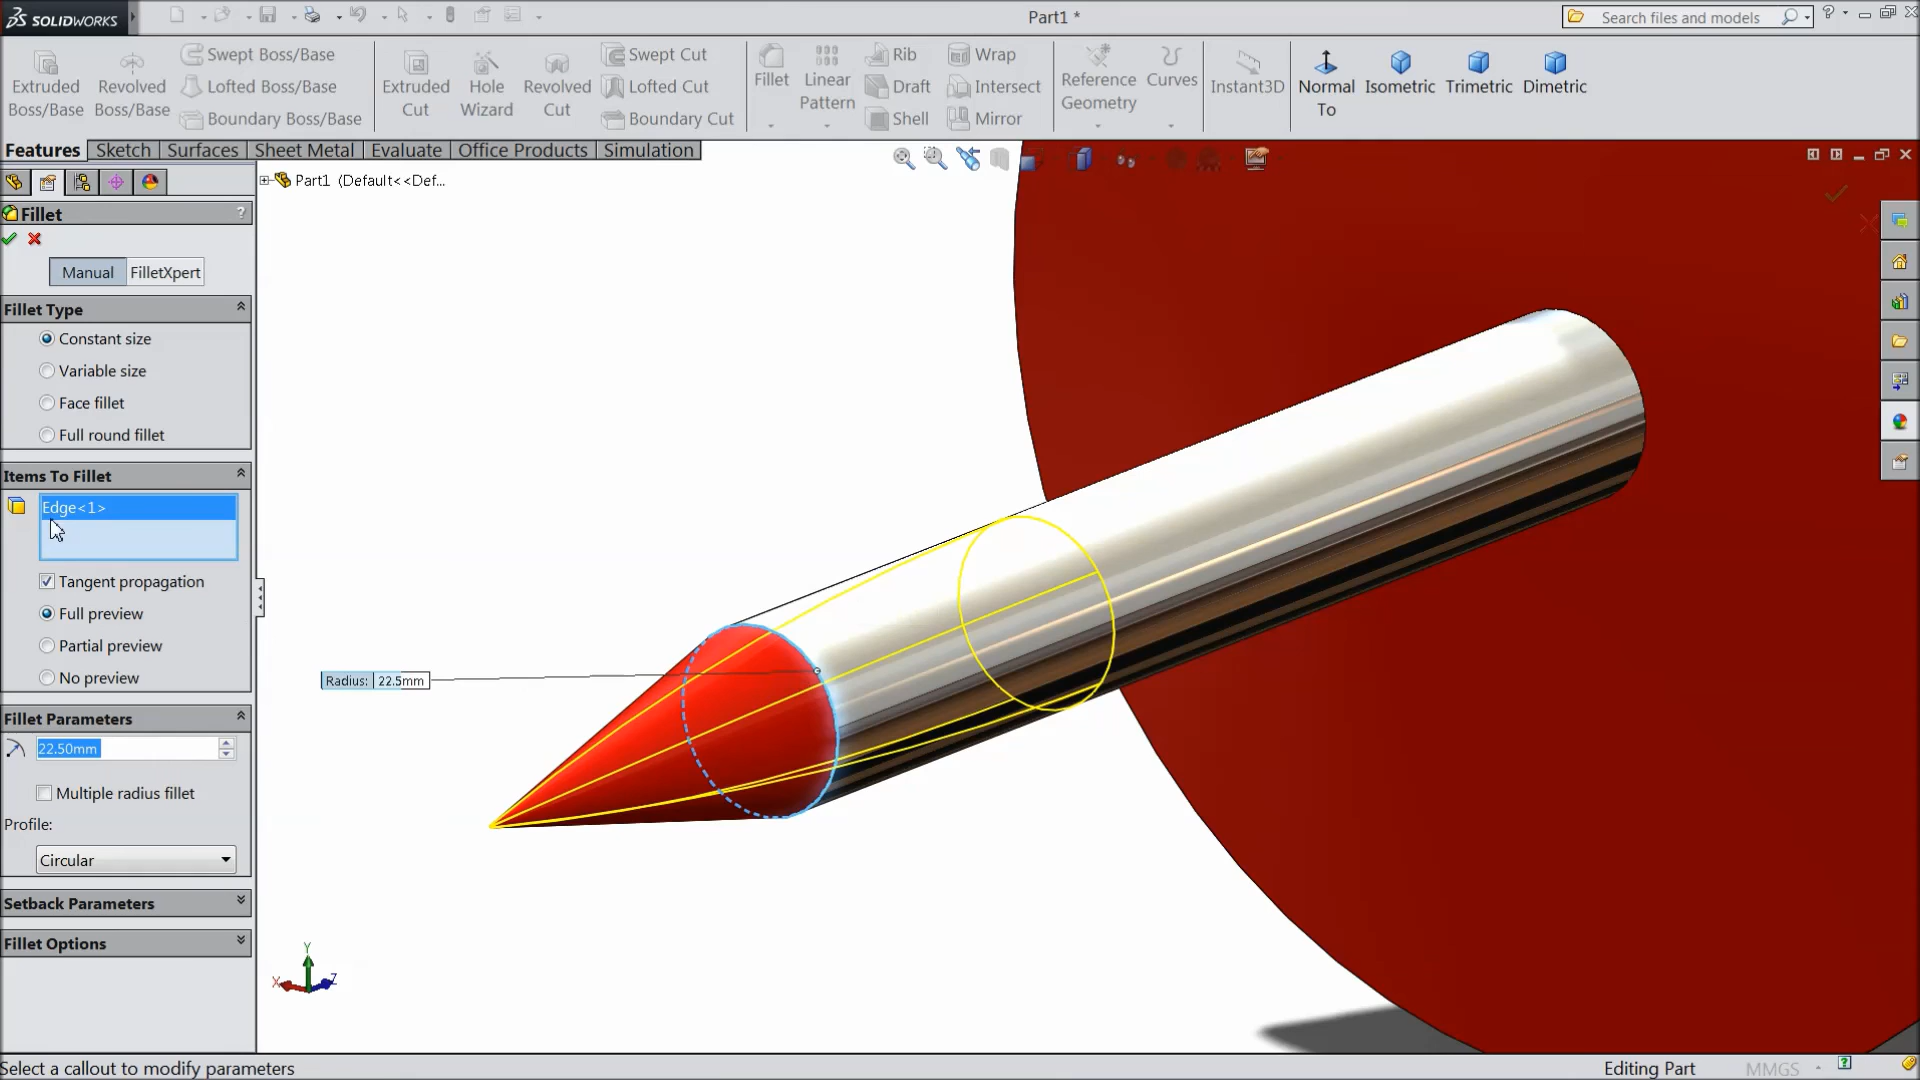 SOLIDWORKS
Part1 *
Search files and models
Extruded Boss/Base
Revolved Boss/Base
Swept Boss/Base
Lofted Boss/Base
Boundary Boss/Base
Extruded Cut
Hole Wizard
Revolved Cut
Swept Cut
Lofted Cut
Boundary Cut
Fillet
Linear Pattern
Rib
Draft
Shell
Wrap
Intersect
Mirror
Reference Geometry
Curves
Instant3D
Normal To
Isometric
Trimetric
Dimetric
Features
Sketch
Surfaces
Sheet Metal
Evaluate
Office Products
Simulation
Part1 (Default<<Def...
Fillet
?
Manual
FilletXpert
Fillet Type
Constant size
Variable size
Face fillet
Full round fillet
Items To Fillet
Edge<1>
Tangent propagation
Full preview
Partial preview
No preview
Fillet Parameters
22.50mm
Multiple radius fillet
Profile:
Circular
Setback Parameters
Fillet Options
Radius: 22.5mm
Y
X
Z
Select a callout to modify parameters
Editing Part
MMGS
?